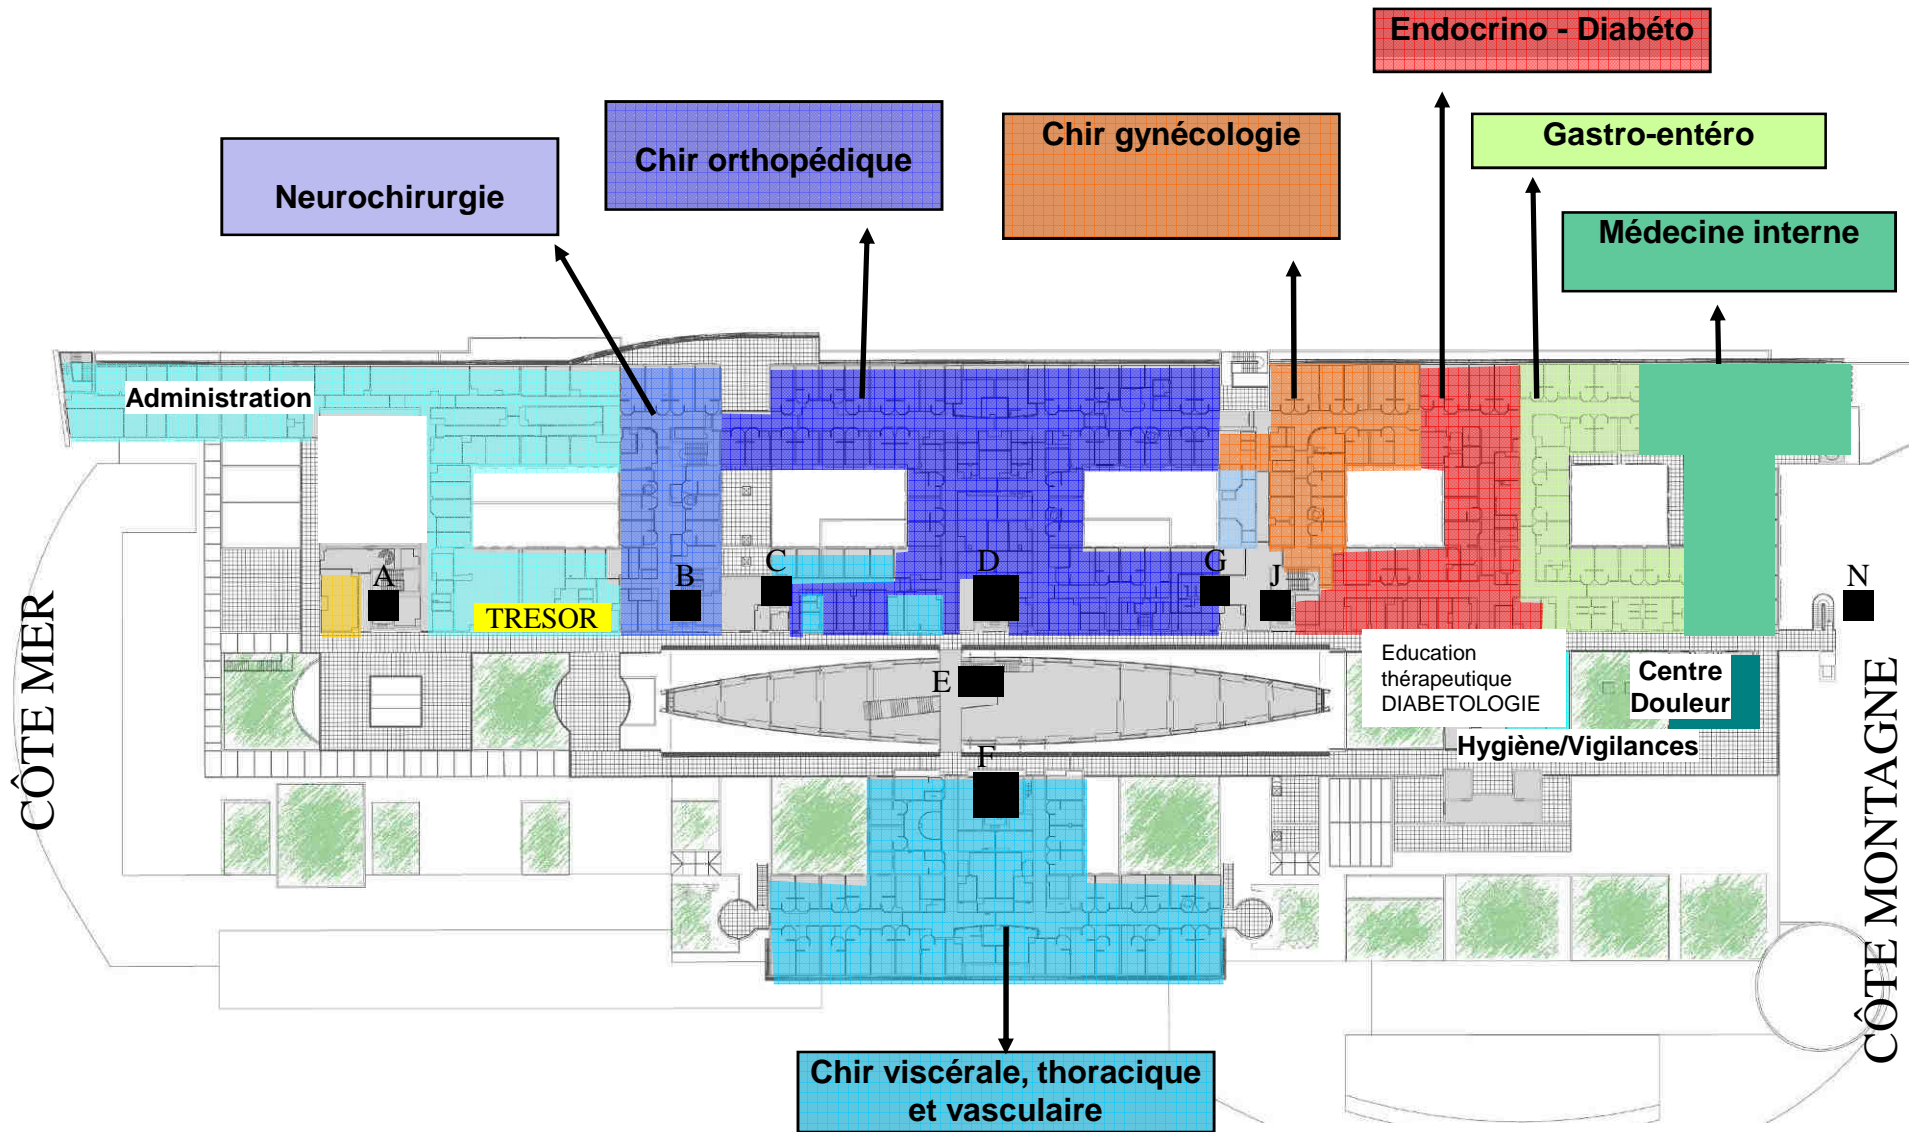 Endocrino - Diabéto
Chir orthopédique
Chir gynécologie
Gastro-entéro
Neurochirurgie
Médecine interne
Administration
A
B
C
D
G
J
N
TRESOR
CÔTE MER
E
Education
thérapeutique
DIABETOLOGIE
Centre
Douleur
Hygiène/Vigilances
F
CÔTE MONTAGNE
Chir viscérale, thoracique
et vasculaire